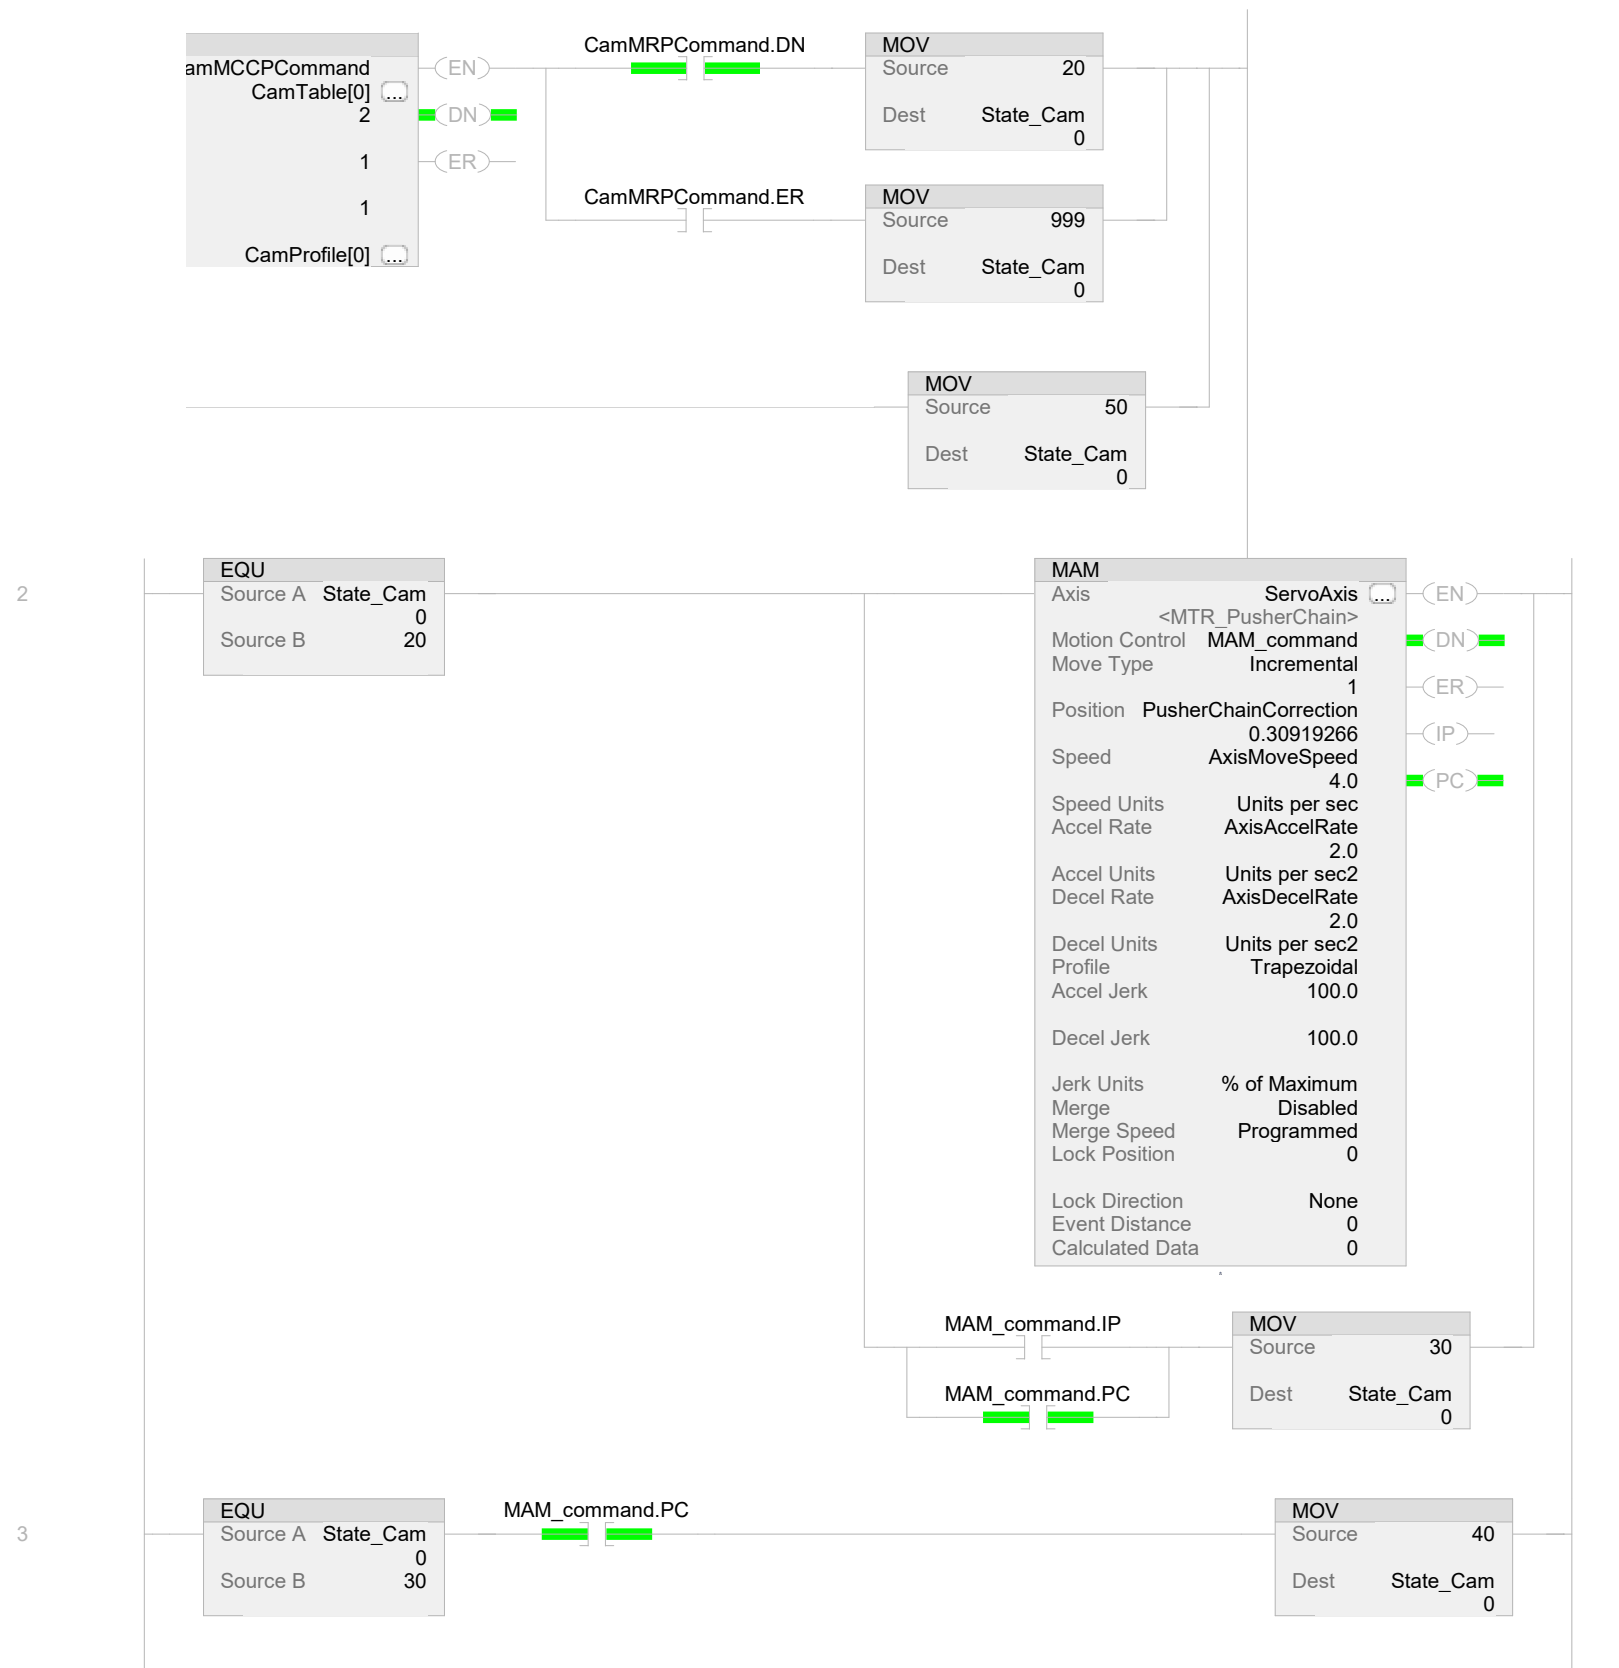 CamMRPCommand.DN
amMCCPCommand
EN
CamTable[0] ...
2
DN
1
ER
1
CamProfile[0] ...
MOV
Source 20
Dest State_Cam
0
CamMRPCommand.ER
MOV
Source 999
Dest State_Cam
0
MOV
Source 50
Dest State_Cam
0
2
EQU
Source A State_Cam
0
Source B 20
MAM
Axis ServoAxis ...
<MTR_PusherChain>
Motion Control MAM_command
Move Type Incremental
1
Position PusherChainCorrection
0.30919266
Speed AxisMoveSpeed
4.0
Speed Units Units per sec
Accel Rate AxisAccelRate
2.0
Accel Units Units per sec2
Decel Rate AxisDecelRate
2.0
Decel Units Units per sec2
Profile Trapezoidal
Accel Jerk 100.0
Decel Jerk 100.0
Jerk Units % of Maximum
Merge Disabled
Merge Speed Programmed
Lock Position 0
Lock Direction None
Event Distance 0
Calculated Data 0
EN
DN
ER
IP
PC
MAM_command.IP
MAM_command.PC
MOV
Source 30
Dest State_Cam
0
3
EQU
Source A State_Cam
0
Source B 30
MAM_command.PC
MOV
Source 40
Dest State_Cam
0